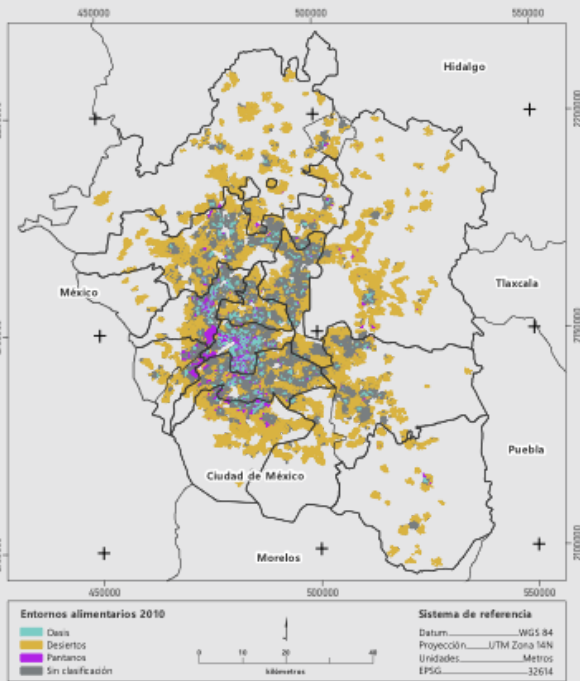 450000 500000 550000
Hidalgo
2200000
México
Tlaxcala
Puebla
Ciudad de México
Morelos
2100000
450000 500000 550000
Entornos alimentarios 2010
Oasis
Desiertos
Pantanos
Sin clasificación
0 10 20 40
kilómetros
Sistema de referencia
Datum WGS 84
Proyección UTM Zona 14N
Unidades Metros
EPSG 32614